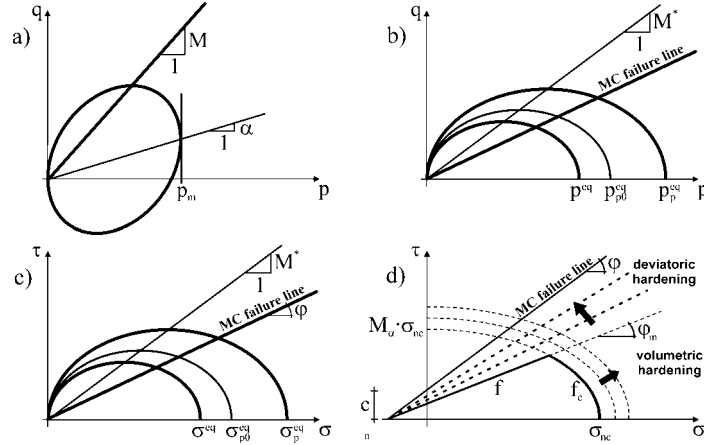 q
a)
M
1
α
1
pₘ
p
q
b)
M*
1
MC failure line
p^eq
p_p0^eq
p_p^eq
p
τ
c)
M*
1
MC failure line
φ
σ^eq
σ_p0^eq
σ_p^eq
σ
τ
d)
φ
deviatoric
hardening
MC failure line
M_α·σ_nc
φ_m
volumetric
hardening
f
f_c
c
n
σ_nc
σ